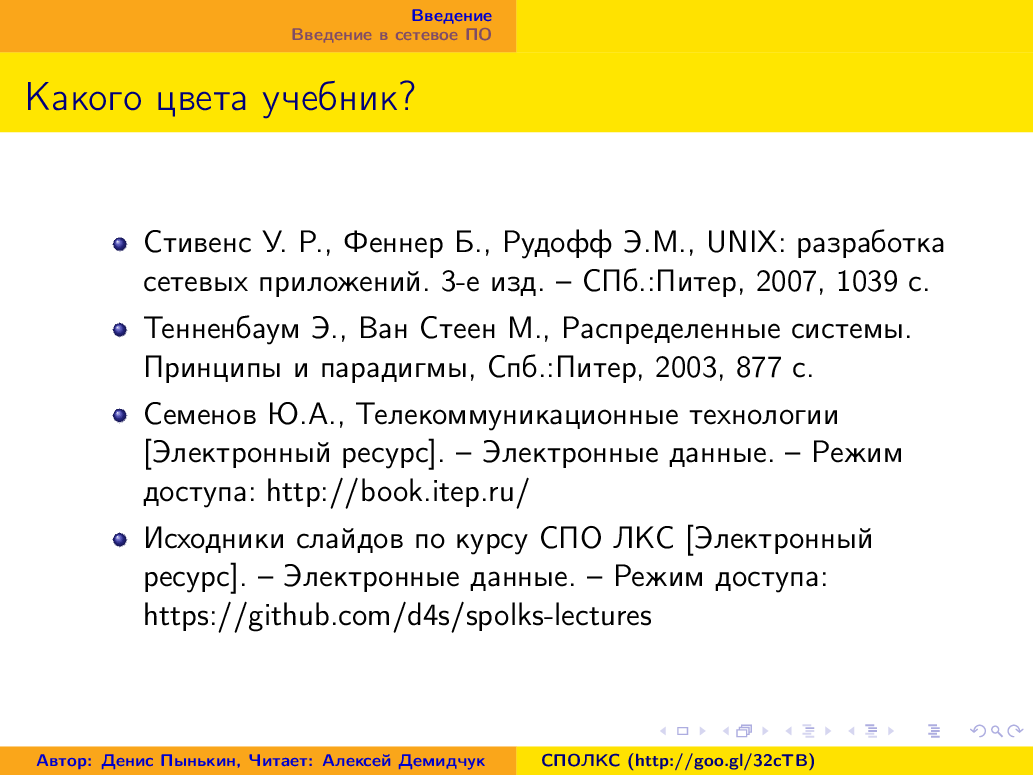 Введение
Введение в сетевое ПО
Какого цвета учебник?
Стивенс У. Р., Феннер Б., Рудофф Э.М., UNIX: разработка
сетевых приложений. 3-е изд. – СПб.:Питер, 2007, 1039 с.
Тенненбаум Э., Ван Стеен М., Распределенные системы.
Принципы и парадигмы, Спб.:Питер, 2003, 877 с.
Семенов Ю.А., Телекоммуникационные технологии
[Электронный ресурс]. – Электронные данные. – Режим
доступа: http://book.itep.ru/
Исходники слайдов по курсу СПО ЛКС [Электронный
ресурс]. – Электронные данные. – Режим доступа:
https://github.com/d4s/spolks-lectures
Автор: Денис Пынькин, Читает: Алексей Демидчук
СПОЛКС (http://goo.gl/32cTB)